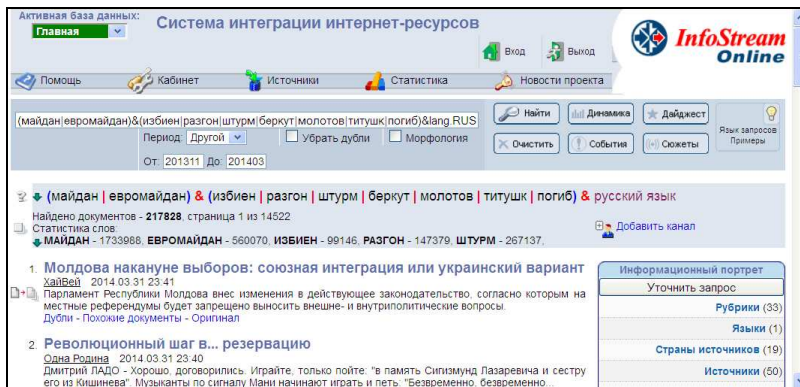 Активная база данных:
Главная
Система интеграции интернет-ресурсов
Вход
Выход
InfoStream
Online
Помощь
Кабинет
Источники
Статистика
Новости проекта
(майдан|евромайдан)&(избиен|разгон|штурм|беркут|молотов|титушк|погиб)&lang.RUS
Найти
Динамика
Дайджест
Язык запросов
Примеры
Период: Другой
Убрать дубли
Морфология
Очистить
События
Сюжеты
От: 201311 До: 201403
(майдан | евромайдан) & (избиен | разгон | штурм | беркут | молотов | титушк | погиб) & русский язык
Найдено документов - 217828, страница 1 из 14522
Статистика слов:
МАЙДАН - 1733988, ЕВРОМАЙДАН - 560070, ИЗБИЕН - 99146, РАЗГОН - 147379, ШТУРМ - 267137,
Добавить канал
1. Молдова накануне выборов: союзная интеграция или украинский вариант
ХайВей 2014.03.31 23:41
Парламент Республики Молдова внес изменения в действующее законодательство, согласно которым на
местные референдумы будет запрещено выносить внешне- и внутриполитические вопросы.
Дубли - Похожие документы - Оригинал
2. Революционный шаг в... резервацию
Одна Родина 2014.03.31 23:40
Дмитрий ЛАДО - Хорошо, договорились. Играйте, только пойте: "в память Сигизмунд Лазаревича и сестру
его из Кишинева". Музыканты по сигналу Мани начинают играть и петь: "Безвременно, безвременно...
Информационный портрет
Уточнить запрос
Рубрики (33)
Языки (1)
Страны источников (19)
Источники (50)